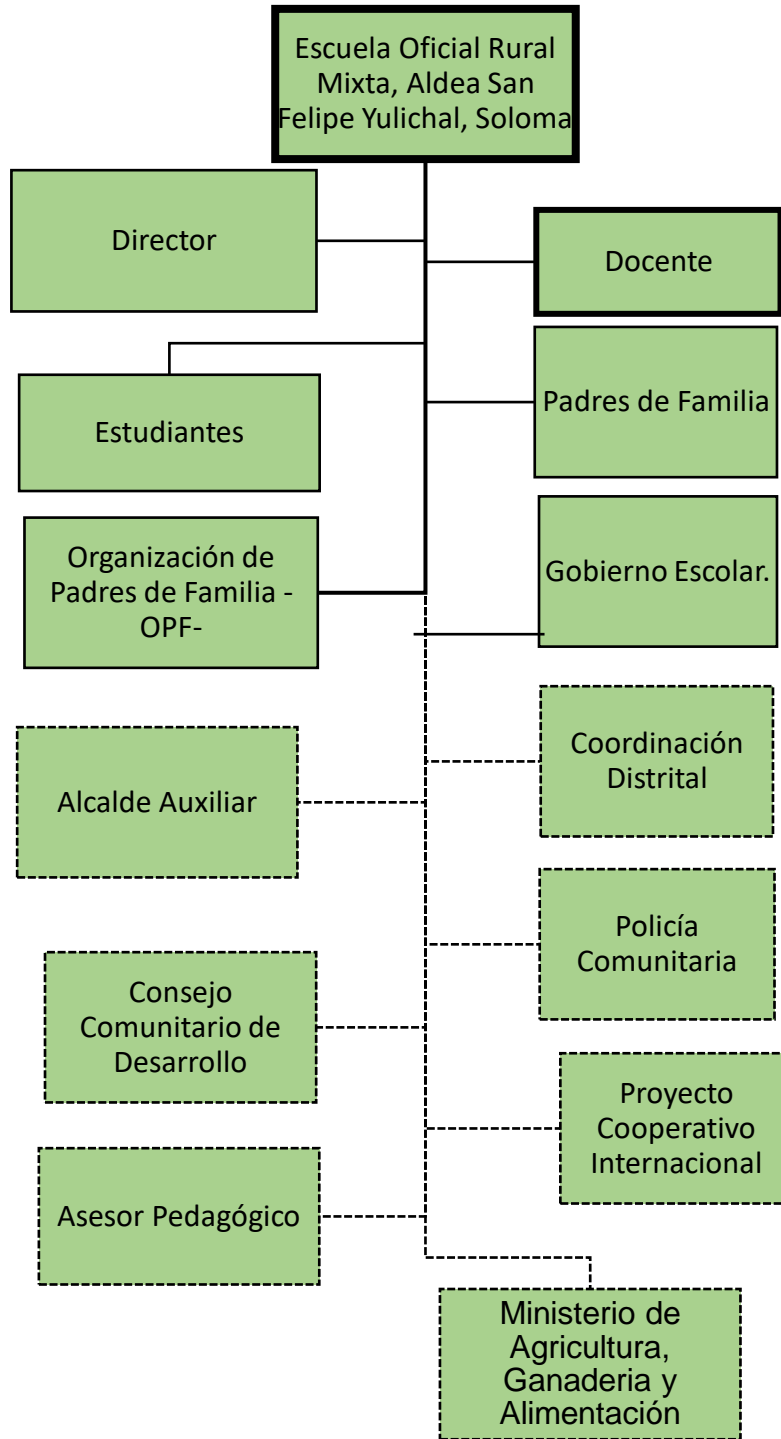 Escuela Oficial Rural
Mixta, Aldea San
Felipe Yulichal, Soloma
Director
Docente
Padres de Familia
Estudiantes
Organización de
Padres de Familia -
OPF-
Gobierno Escolar.
Coordinación
Distrital
Alcalde Auxiliar
Policía
Comunitaria
Consejo
Comunitario de
Desarrollo
Proyecto
Cooperativo
Internacional
Asesor Pedagógico
Ministerio de
Agricultura,
Ganaderia y
Alimentación